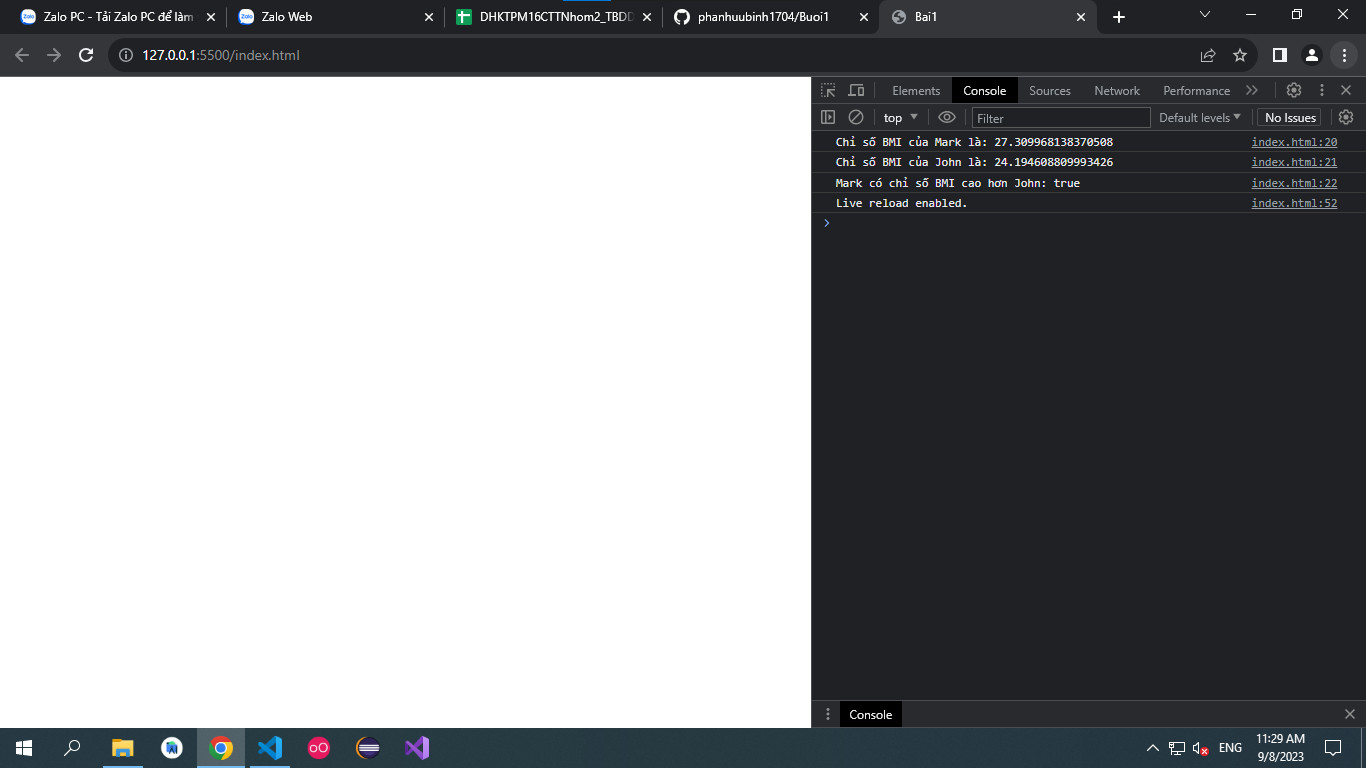 Zalo PC - Tải Zalo PC để làm
Zalo Web
DHKTPM16CTTNhom2_TBDD
phanhuubinh1704/Buoi1
Bai1
127.0.0.1:5500/index.html
Elements Console Sources Network Performance
top Filter Default levels No Issues
Chỉ số BMI của Mark là: 27.309968138370508 index.html:20
Chỉ số BMI của John là: 24.194608809993426 index.html:21
Mark có chỉ số BMI cao hơn John: true index.html:22
Live reload enabled. index.html:52
Console
ENG
11:29 AM
9/8/2023